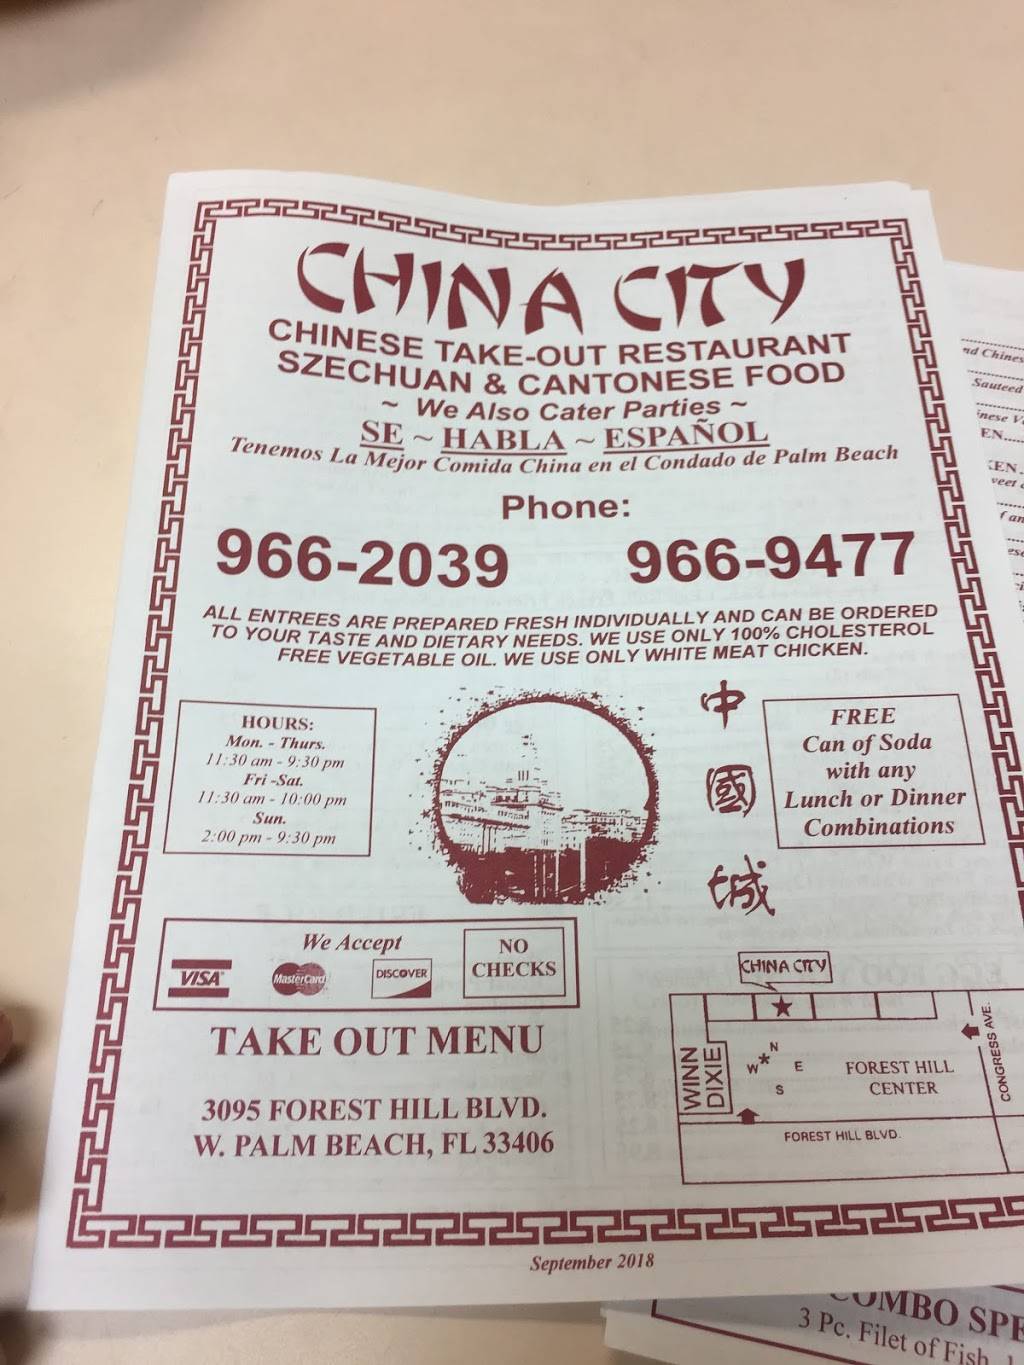 CHINA CITY
CHINESE TAKE-OUT RESTAURANT
SZECHUAN & CANTONESE FOOD
~ We Also Cater Parties ~
SE ~ HABLA ~ ESPAÑOL
Tenemos La Mejor Comida China en el Condado de Palm Beach
Phone:
966-2039 966-9477
ALL ENTREES ARE PREPARED FRESH INDIVIDUALLY AND CAN BE ORDERED
TO YOUR TASTE AND DIETARY NEEDS. WE USE ONLY 100% CHOLESTEROL
FREE VEGETABLE OIL. WE USE ONLY WHITE MEAT CHICKEN.
HOURS:
Mon. - Thurs.
11:30 am - 9:30 pm
Fri -Sat.
11:30 am - 10:00 pm
Sun.
2:00 pm - 9:30 pm
中
國
城
FREE
Can of Soda
with any
Lunch or Dinner
Combinations
We Accept
VISA
MasterCard
DISCOVER
NO
CHECKS
TAKE OUT MENU
3095 FOREST HILL BLVD.
W. PALM BEACH, FL 33406
CHINA CITY
WINN
DIXIE
N
W
E
S
FOREST HILL
CENTER
CONGRESS AVE.
FOREST HILL BLVD.
September 2018
Sauteed
COMBO
3 Pc. Filet of Fish